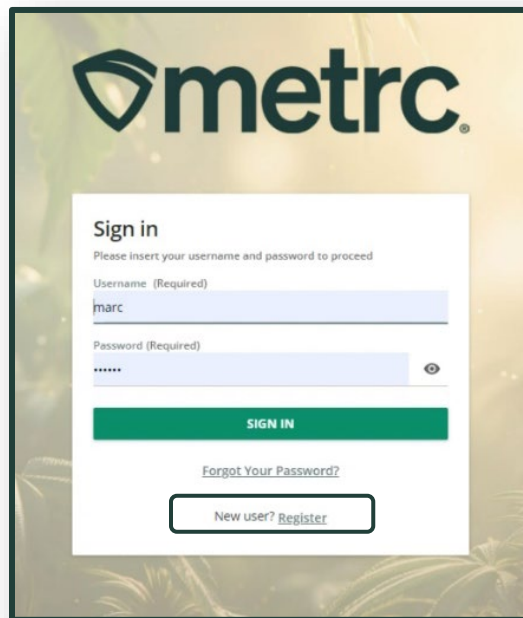 metrc®
Sign in
Please insert your username and password to proceed
Username (Required)
marc
Password (Required)
••••••
SIGN IN
Forgot Your Password?
New user? Register